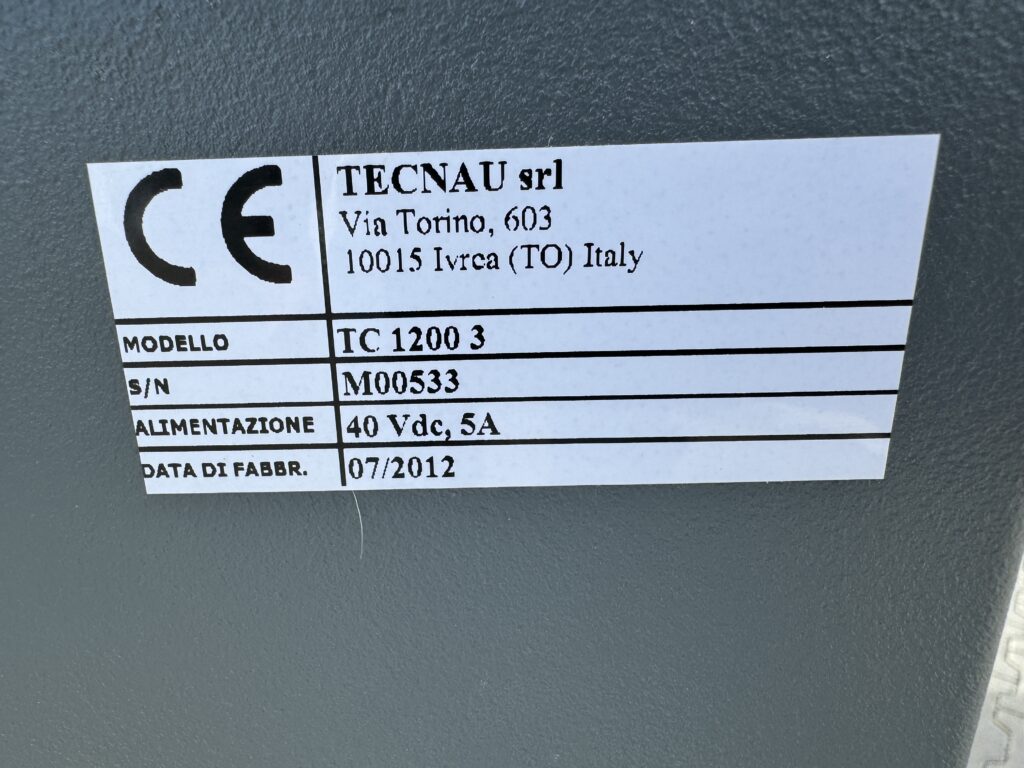 CE
TECNAU srl
Via Torino, 603
10015 Ivrea (TO) Italy
MODELLO TC 1200 3
S/N M00533
ALIMENTAZIONE 40 Vdc, 5A
DATA DI FABBR. 07/2012